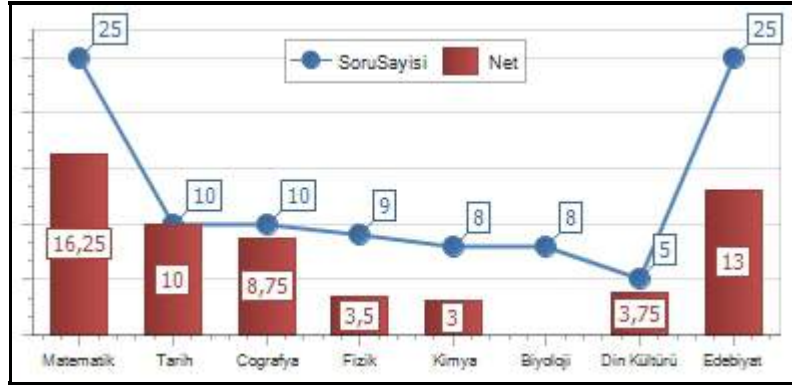 25
25
SoruSayisi
Net
10
10
9
8
8
5
16,25
10
8,75
3,5
3
3,75
13
Matematik
Tarih
Cografya
Fizik
Kimya
Biyoloji
Din Kültürü
Edebiyat